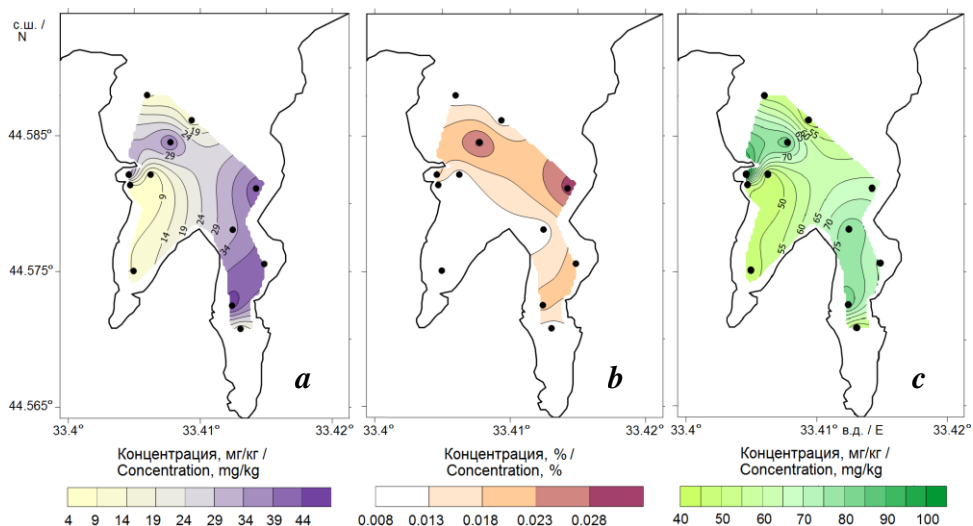 с.ш. /
N
44.585°
44.575°
44.565°
19
24
29
9
14
19
24
29
34
a
b
55
70
50
55
60
65
70
75
c
33.4° 33.41° 33.42° 33.4° 33.41° 33.42° 33.4° 33.41° в.д. / E 33.42°
Концентрация, мг/кг /
Concentration, mg/kg
4 9 14 19 24 29 34 39 44
Концентрация, % /
Concentration, %
0.008 0.013 0.018 0.023 0.028
Концентрация, мг/кг /
Concentration, mg/kg
40 50 60 70 80 90 100